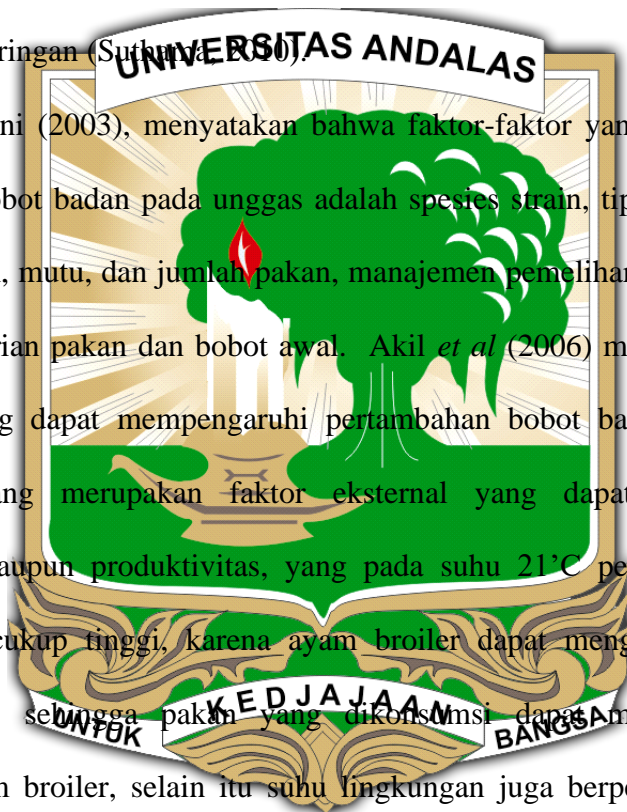 UNIVERSITAS ANDALAS
ringan (Suthama, 2010).
ni (2003), menyatakan bahwa faktor-faktor yan
obot badan pada unggas adalah spesies strain, tip
, mutu, dan jumlah pakan, manajemen pemelihar
rian pakan dan bobot awal. Akil et al (2006) m
g dapat mempengaruhi pertambahan bobot ba
ang merupakan faktor eksternal yang dapat
aupun produktivitas, yang pada suhu 21’C pe
cukup tinggi, karena ayam broiler dapat meng
sehingga pakan yang dikonsumsi dapat m
UNTUK KEDJAJAAN BANGSA
n broiler, selain itu suhu lingkungan juga berpe